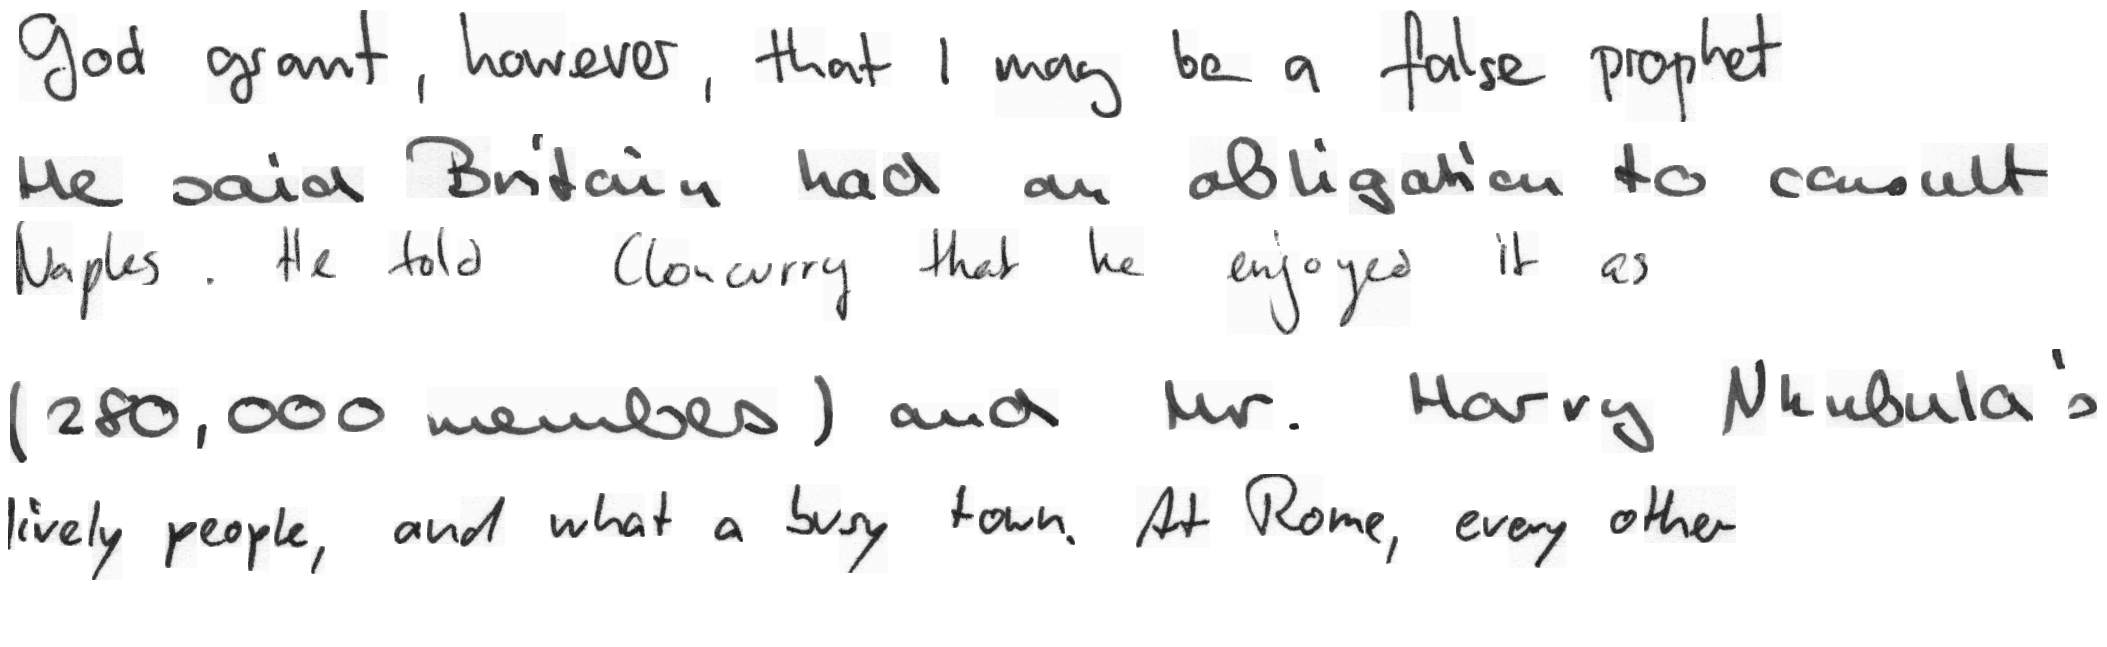 God grant, however, that I may be a false prophet
He said Britain had an obligation to consult
Naples. He told Cloncurry that he enjoyed it as
(280,000 membes) and Mr. Harry Nkubula's
lively people, and what a busy town. At Rome, every other